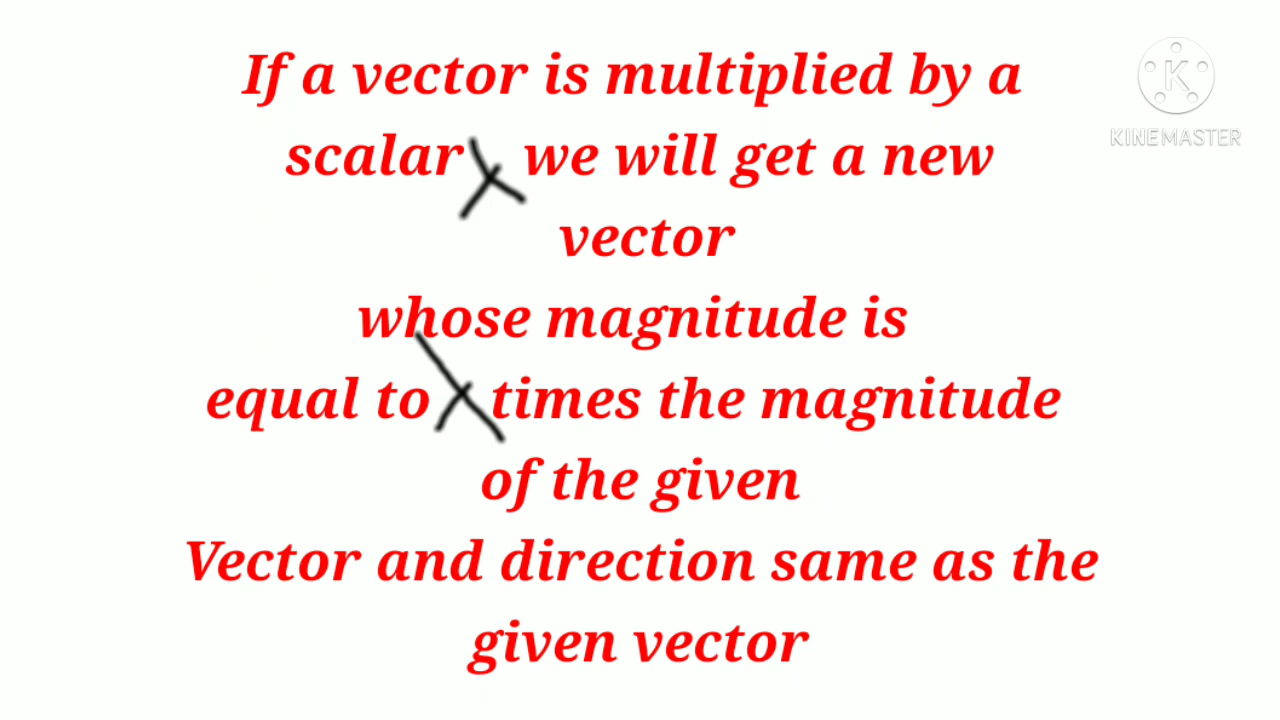 If a vector is multiplied by a
scalar λ we will get a new
vector
whose magnitude is
equal to λ times the magnitude
of the given
Vector and direction same as the
given vector
K
KINEMASTER